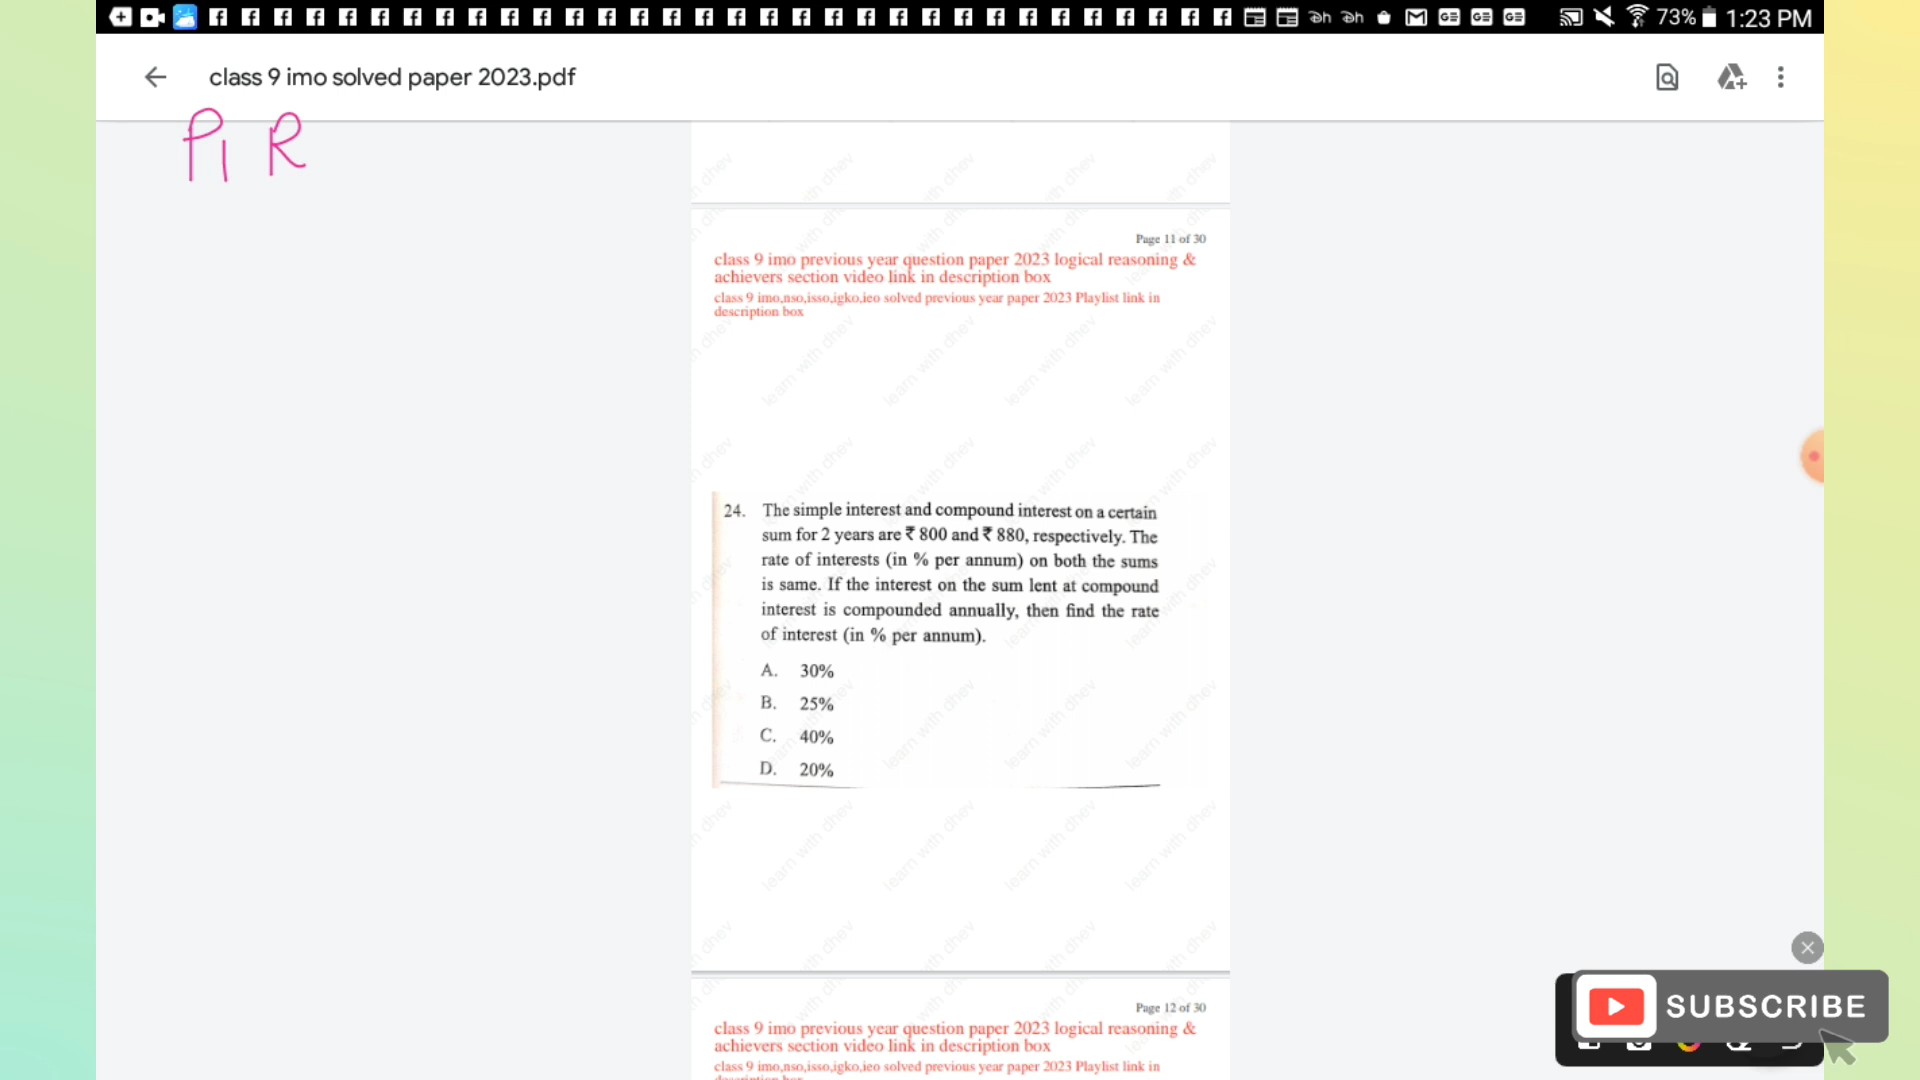 73% 1:23 PM
class 9 imo solved paper 2023.pdf
P1 R
Page 11 of 30
class 9 imo previous year question paper 2023 logical reasoning &
achievers section video link in description box
class 9 imo,nso,isso,igko,ieo solved previous year paper 2023 Playlist link in
description box
24. The simple interest and compound interest on a certain
sum for 2 years are ₹ 800 and ₹ 880, respectively. The
rate of interests (in % per annum) on both the sums
is same. If the interest on the sum lent at compound
interest is compounded annually, then find the rate
of interest (in % per annum).
A. 30%
B. 25%
C. 40%
D. 20%
learn with dhev
Page 12 of 30
class 9 imo previous year question paper 2023 logical reasoning &
achievers section video link in description box
class 9 imo,nso,isso,igko,ieo solved previous year paper 2023 Playlist link in
SUBSCRIBE